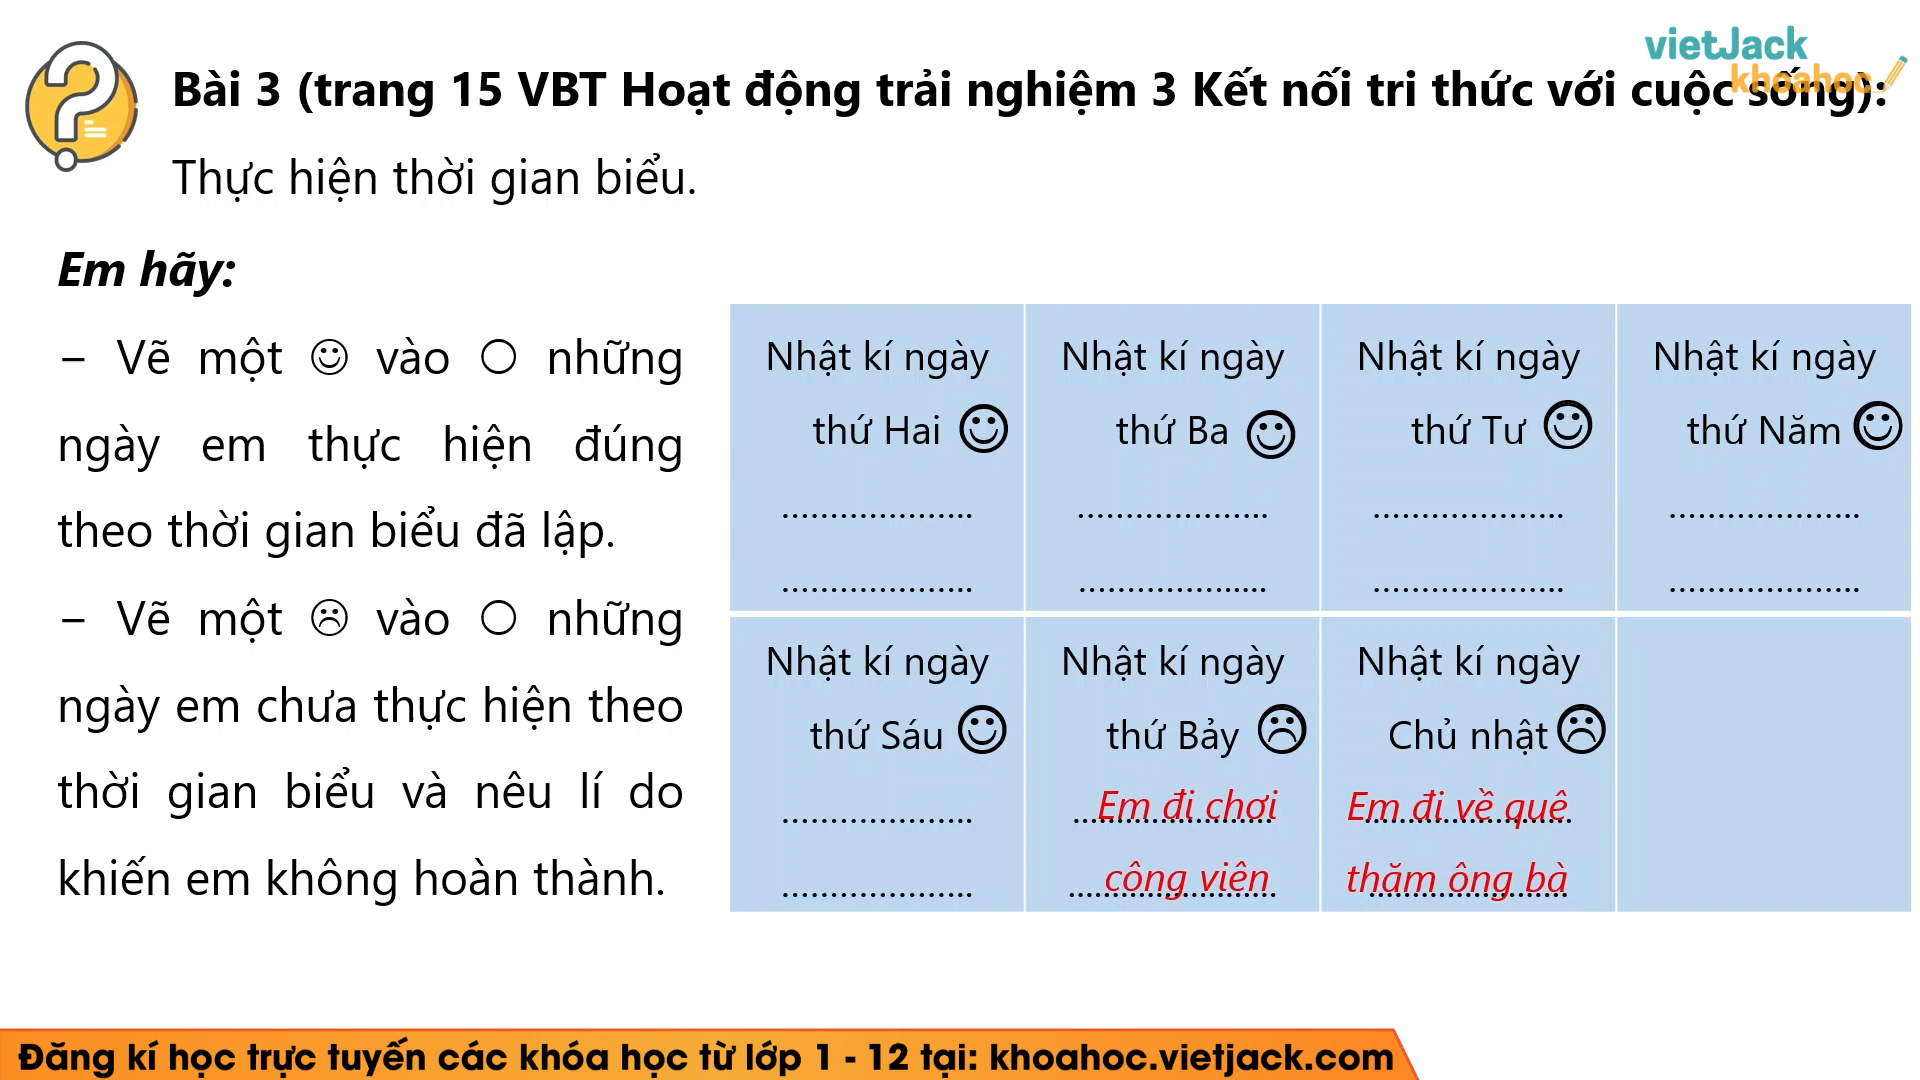 vietJack
khoahoc
Bài 3 (trang 15 VBT Hoạt động trải nghiệm 3 Kết nối tri thức với cuộc sống):
Thực hiện thời gian biểu.
Em hãy:
– Vẽ một ☺ vào ○ những
ngày em thực hiện đúng
theo thời gian biểu đã lập.
– Vẽ một ☹ vào ○ những
ngày em chưa thực hiện theo
thời gian biểu và nêu lí do
khiến em không hoàn thành.
Nhật kí ngày
thứ Hai ☺
....................
....................
Nhật kí ngày
thứ Ba ☺
....................
....................
Nhật kí ngày
thứ Tư ☺
....................
....................
Nhật kí ngày
thứ Năm ☺
....................
....................
Nhật kí ngày
thứ Sáu ☺
....................
....................
Nhật kí ngày
thứ Bảy ☹
Em đi chơi
công viên
Nhật kí ngày
Chủ nhật ☹
Em đi về quê
thăm ông bà
Đăng kí học trực tuyến các khóa học từ lớp 1 - 12 tại: khoahoc.vietjack.com